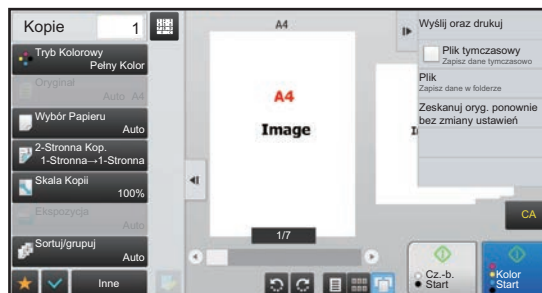 Kopie 1
Tryb Kolorowy
Pełny Kolor
Oryginał
Auto A4
Wybór Papieru
Auto
2-Stronna Kop.
1-Stronna→1-Stronna
Skala Kopii
100%
Ekspozycja
Auto
Sortuj/grupuj
Auto
Inne
A4
A4
Image
1/7
Wyślij oraz drukuj
Plik tymczasowy
Zapisz dane tymczasowo
Plik
Zapisz dane w folderze
Zeskanuj oryg. ponownie
bez zmiany ustawień
CA
Cz.-b.
Start
Kolor
Start